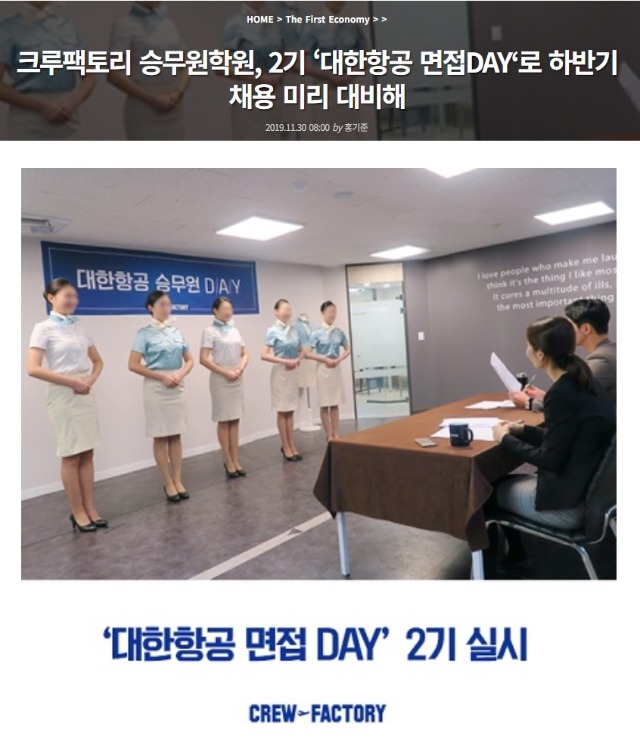 HOME > The First Economy > >
크루팩토리 승무원학원, 2기 ‘대한항공 면접DAY‘로 하반기
채용 미리 대비해
2019.11.30 08:00 by 홍기준
대한항공 승무원 D|A|Y
FACTORY
I love people who make me lau
think it's the thing I like mos
It cures a multitude of ills,
the most important thing
‘대한항공 면접 DAY’ 2기 실시
CREW FACTORY